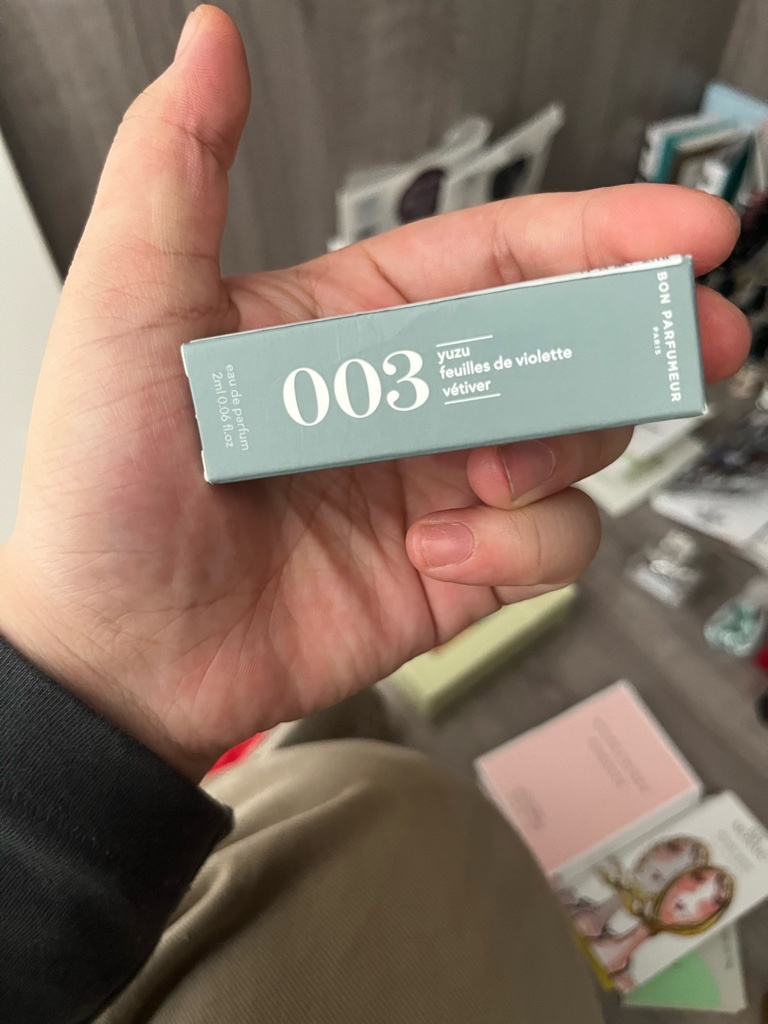 BON PARFUMEUR
PARIS
003
yuzu
feuilles de violette
vétiver
eau de parfum
2ml 0.06 fl.oz